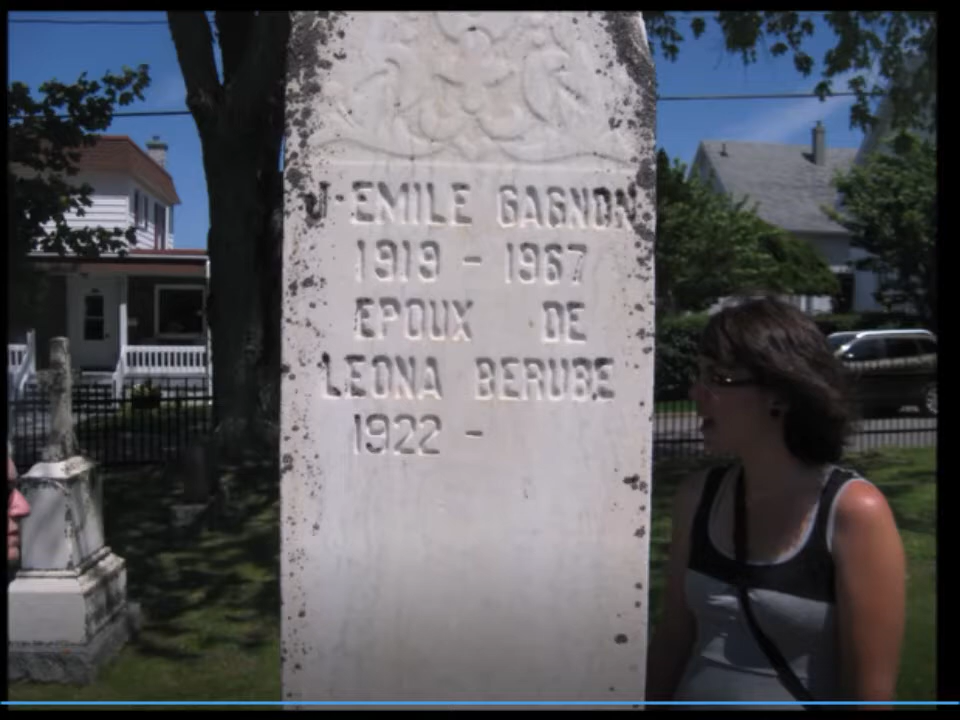 J-EMILE GAGNON
1919 - 1967
EPOUX DE
LEONA BERUBE
1922 -